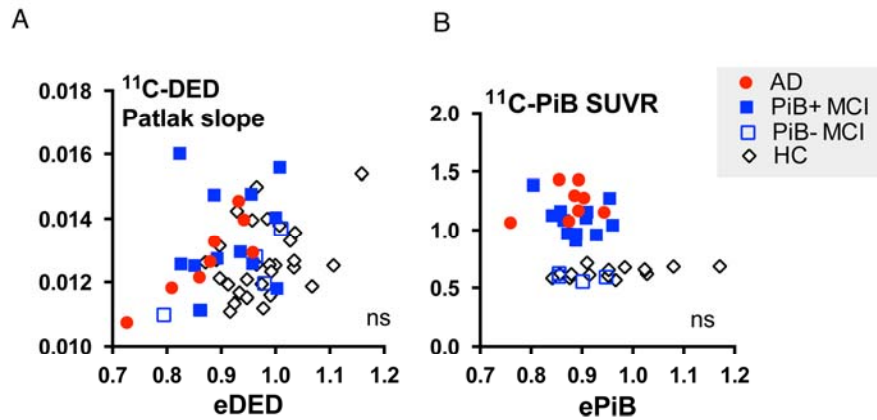 A
B
¹¹C-DED
Patlak slope
0.018
0.016
0.014
0.012
0.010
ns
0.7 0.8 0.9 1.0 1.1 1.2
eDED
¹¹C-PiB SUVR
2.0
1.5
1.0
0.5
0.0
ns
0.7 0.8 0.9 1.0 1.1 1.2
ePiB
AD
PiB+ MCI
PiB- MCI
HC